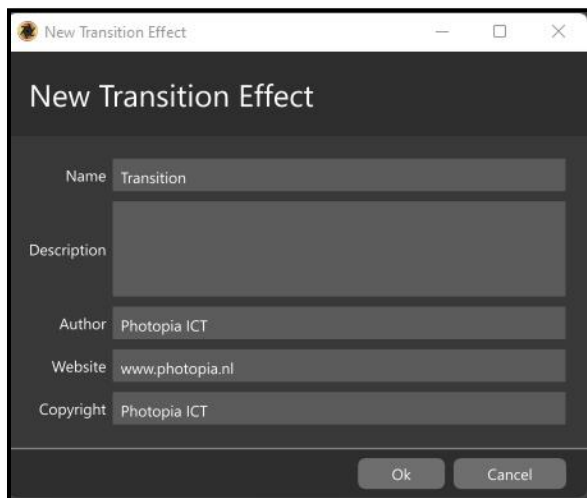 New Transition Effect
New Transition Effect
Name Transition
Description
Author Photopia ICT
Website www.photopia.nl
Copyright Photopia ICT
Ok Cancel